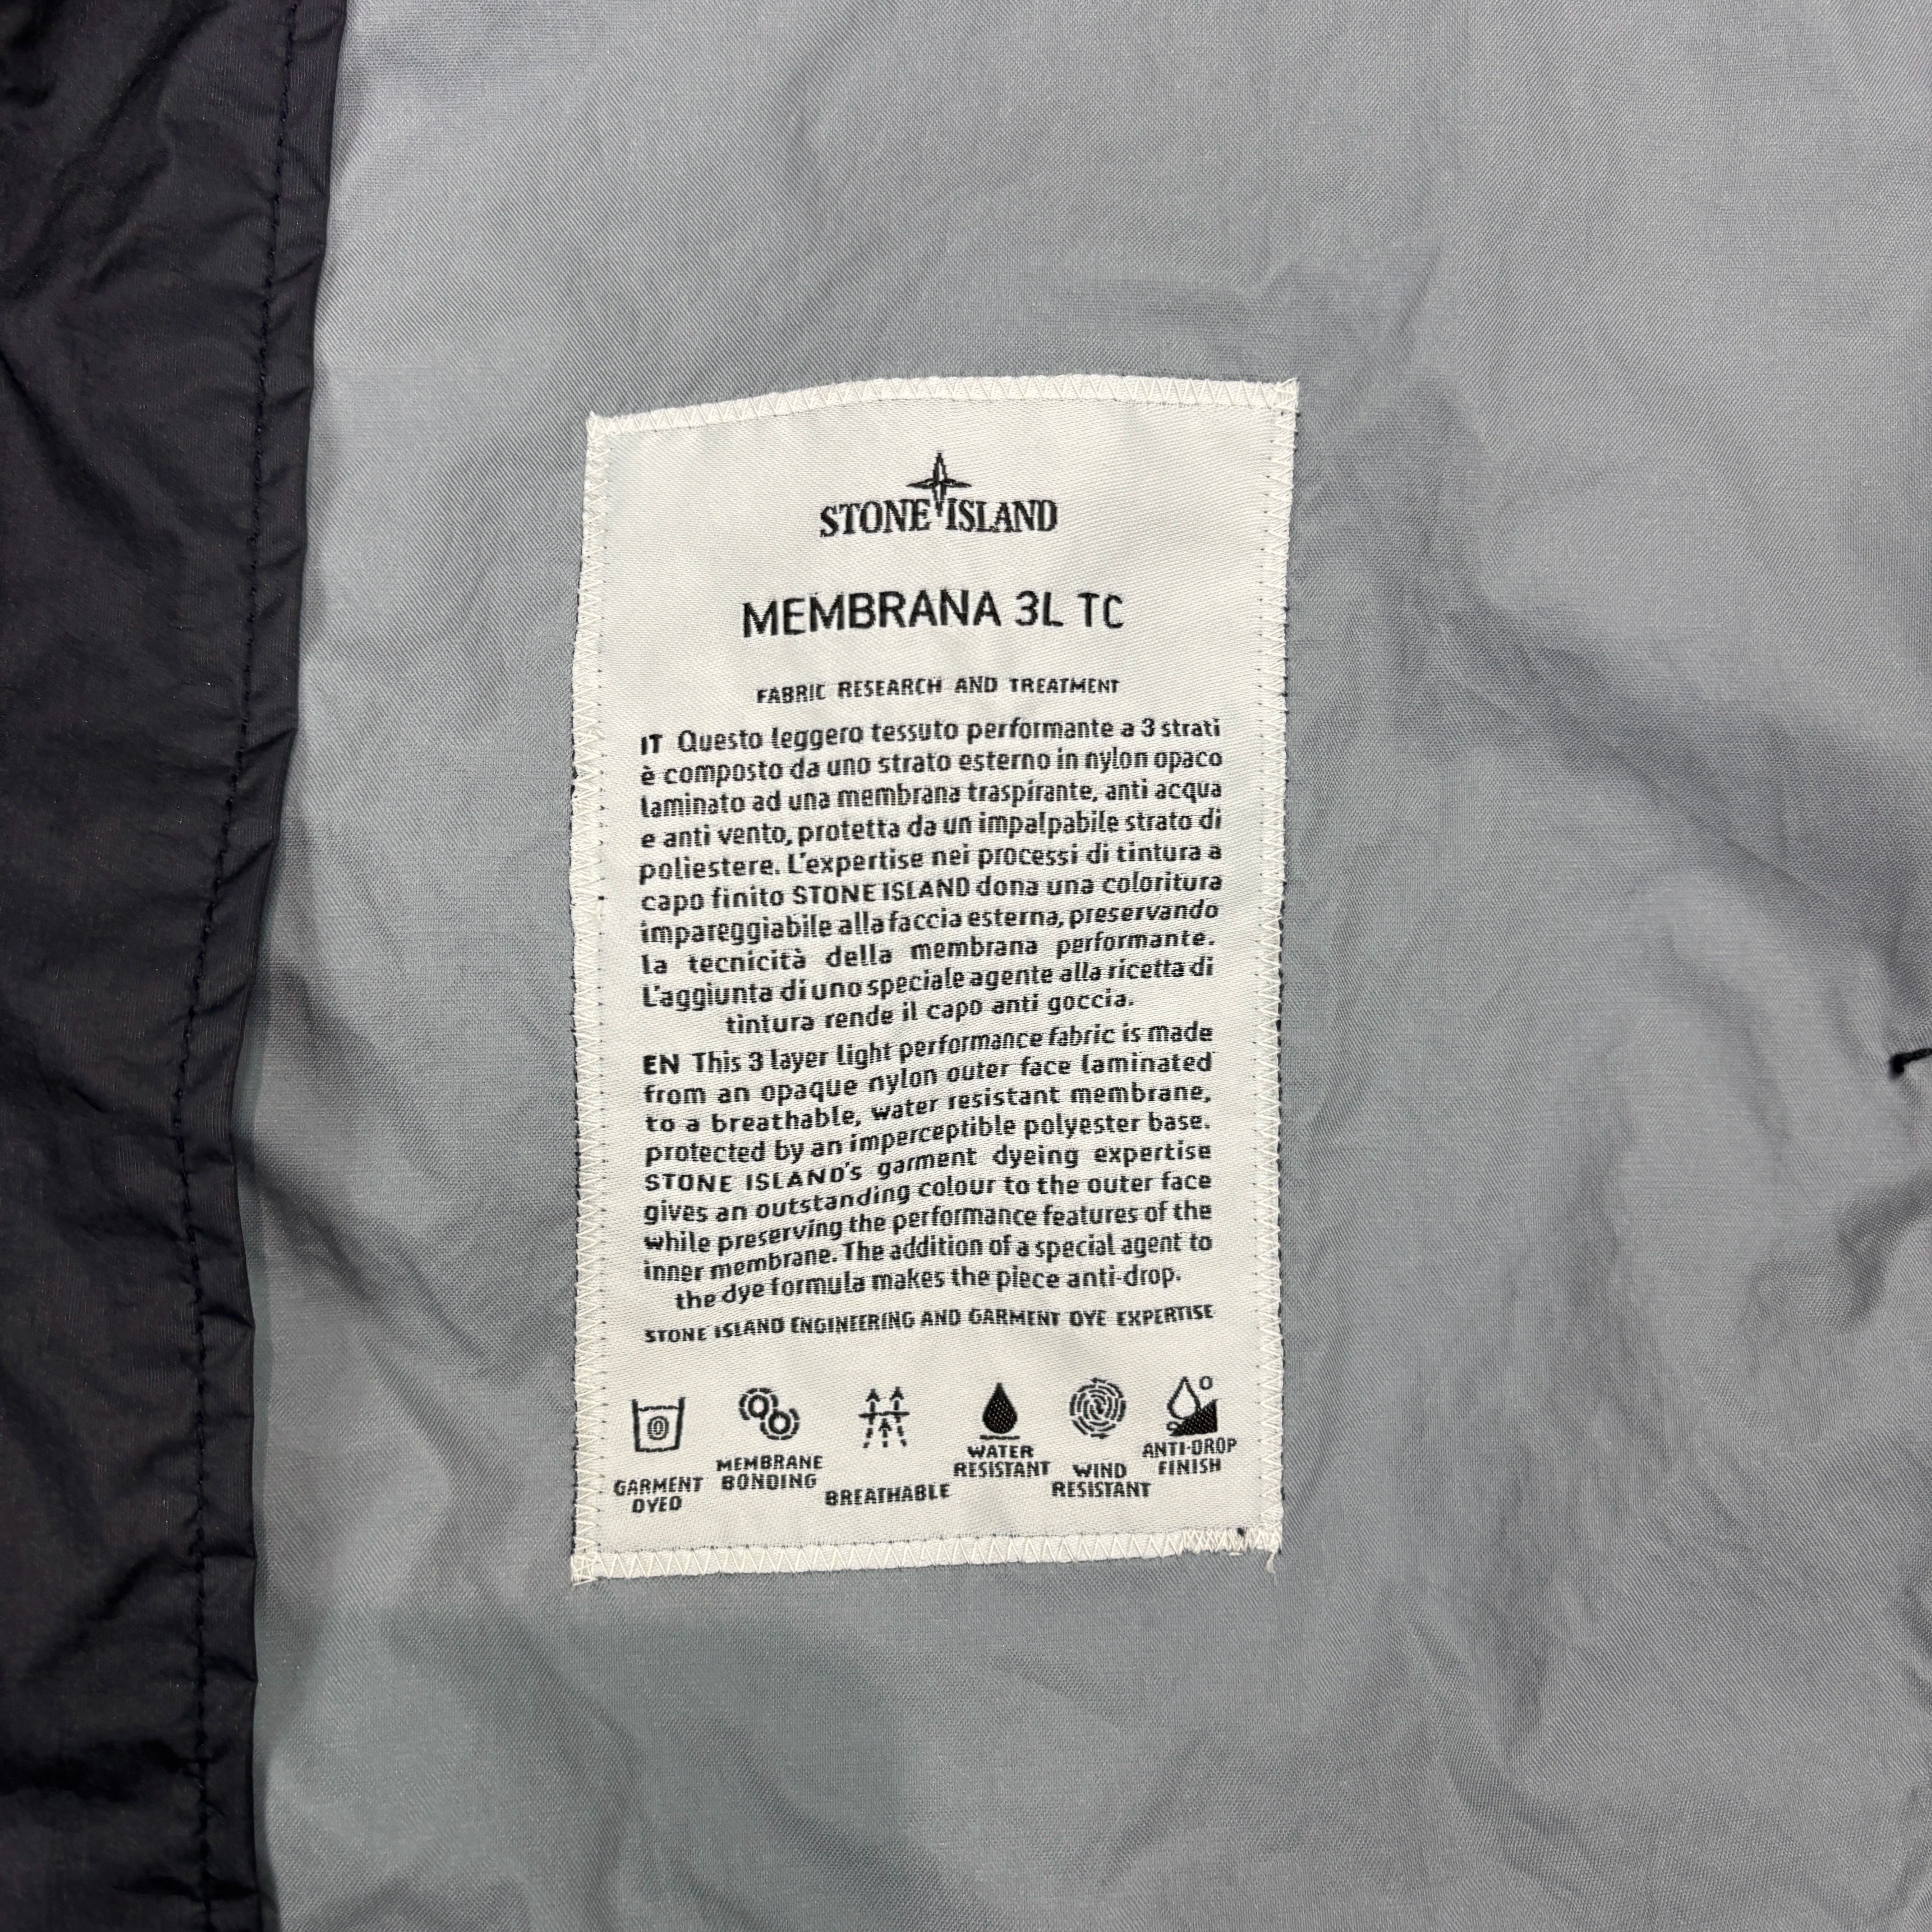 STONE ISLAND
MEMBRANA 3L TC
FABRIC RESEARCH AND TREATMENT
IT Questo leggero tessuto performante a 3 strati
è composto da uno strato esterno in nylon opaco
laminato ad una membrana traspirante, anti acqua
e anti vento, protetta da un impalpabile strato di
poliestere. L'expertise nei processi di tintura a
capo finito STONE ISLAND dona una coloritura
impareggiabile alla faccia esterna, preservando
la tecnicità della membrana performante.
L'aggiunta di uno speciale agente alla ricetta di
tintura rende il capo anti goccia.
EN This 3 layer light performance fabric is made
from an opaque nylon outer face laminated
to a breathable, water resistant membrane,
protected by an imperceptible polyester base.
STONE ISLAND's garment dyeing expertise
gives an outstanding colour to the outer face
while preserving the performance features of the
inner membrane. The addition of a special agent to
the dye formula makes the piece anti-drop.
STONE ISLAND ENGINEERING AND GARMENT DYE EXPERTISE
GARMENT
DYED
MEMBRANE
BONDING
BREATHABLE
WATER
RESISTANT
WIND
RESISTANT
ANTI-DROP
FINISH